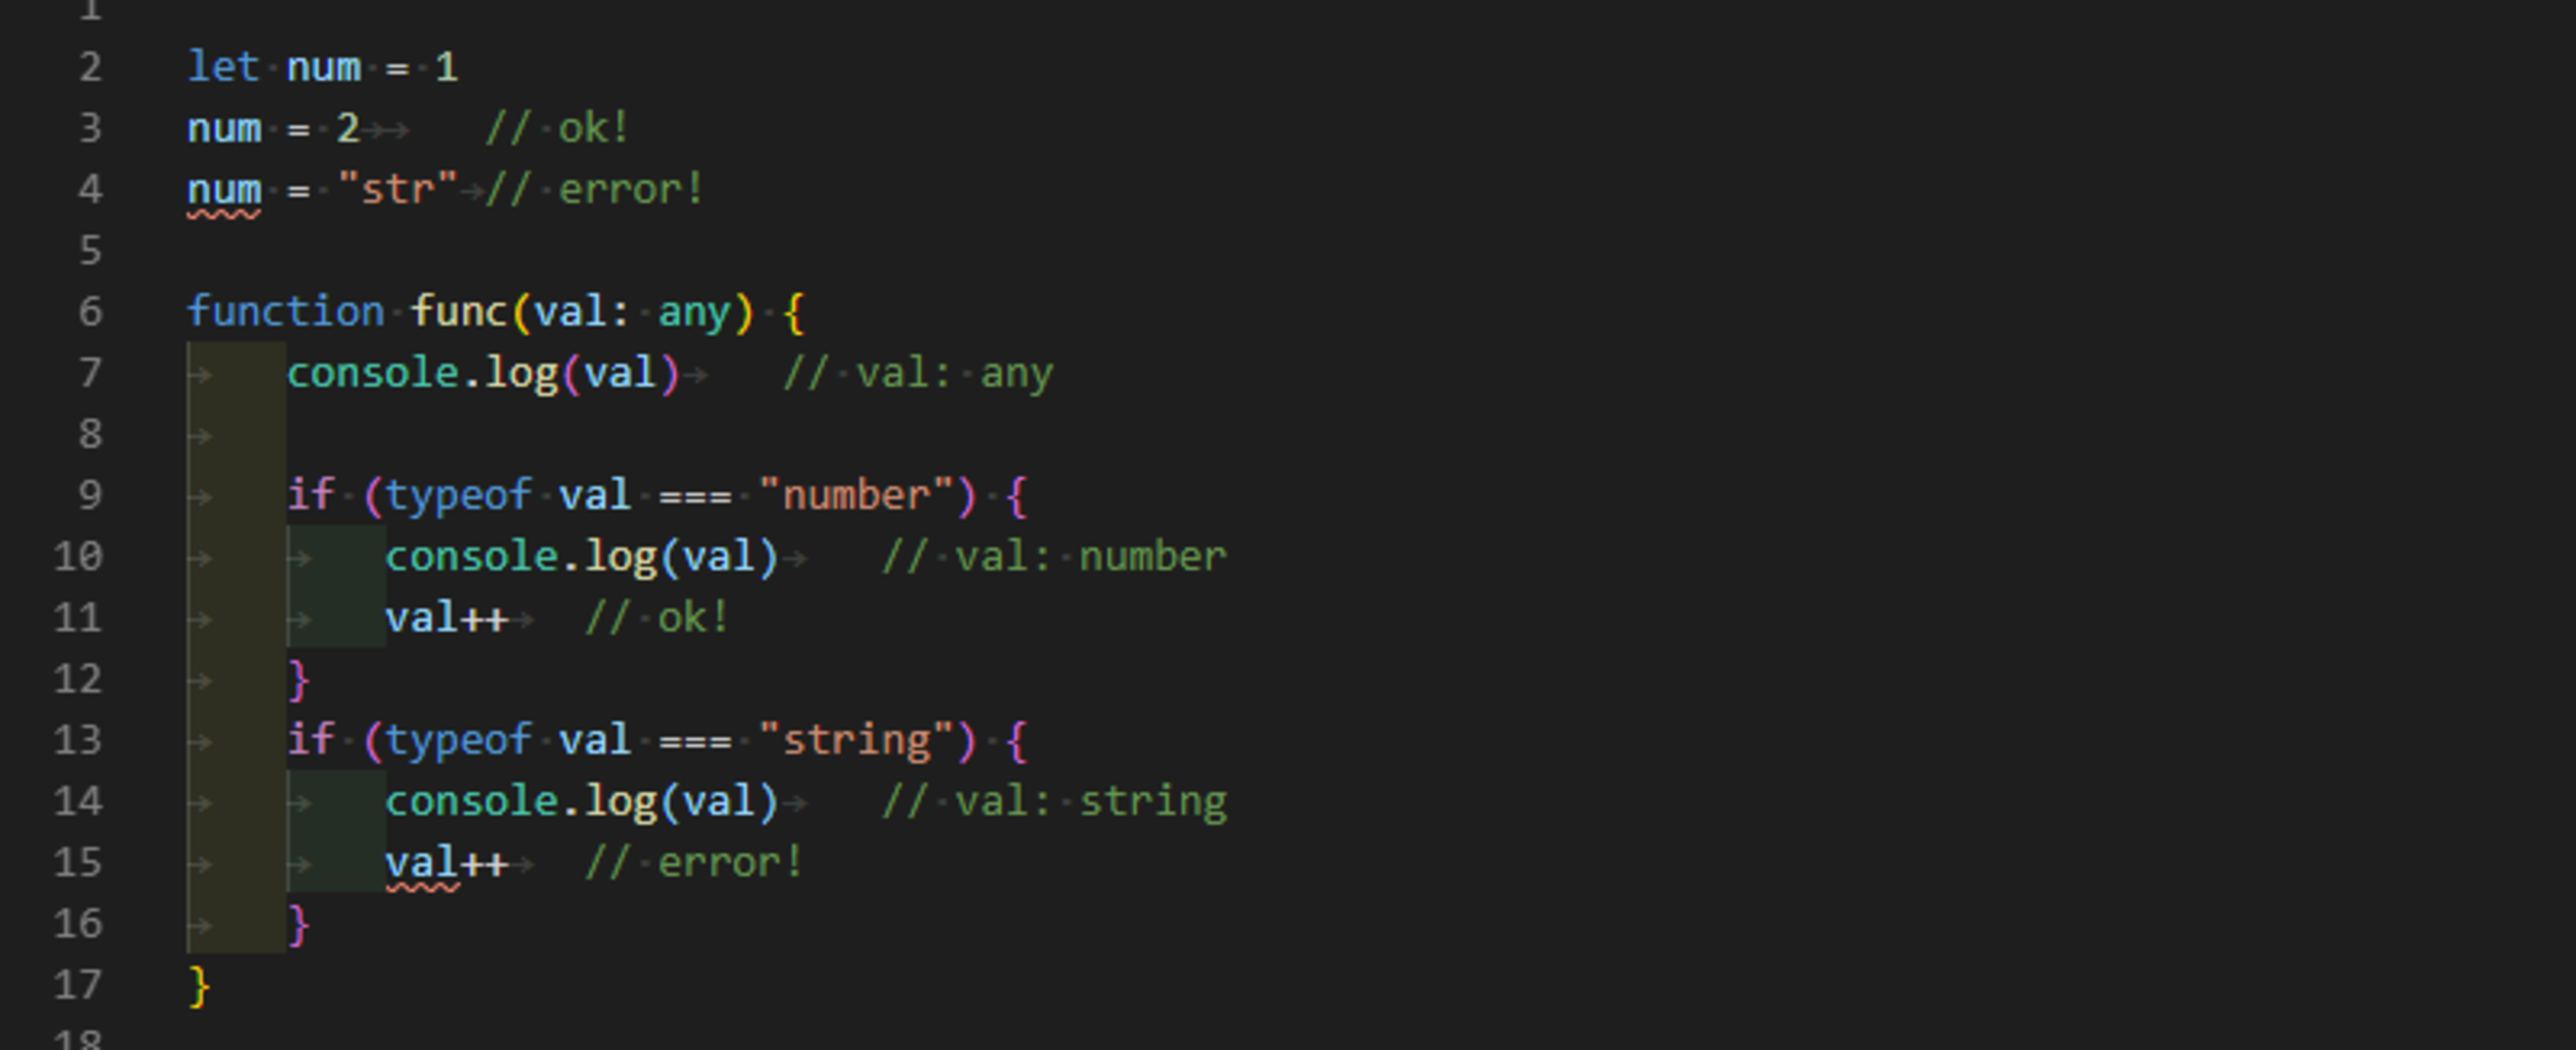 1
2 let num = 1
3 num = 2 // ok!
4 num = "str" // error!
5
6 function func(val: any) {
7 console.log(val) // val: any
8
9 if (typeof val === "number") {
10 console.log(val) // val: number
11 val++ // ok!
12 }
13 if (typeof val === "string") {
14 console.log(val) // val: string
15 val++ // error!
16 }
17 }
18